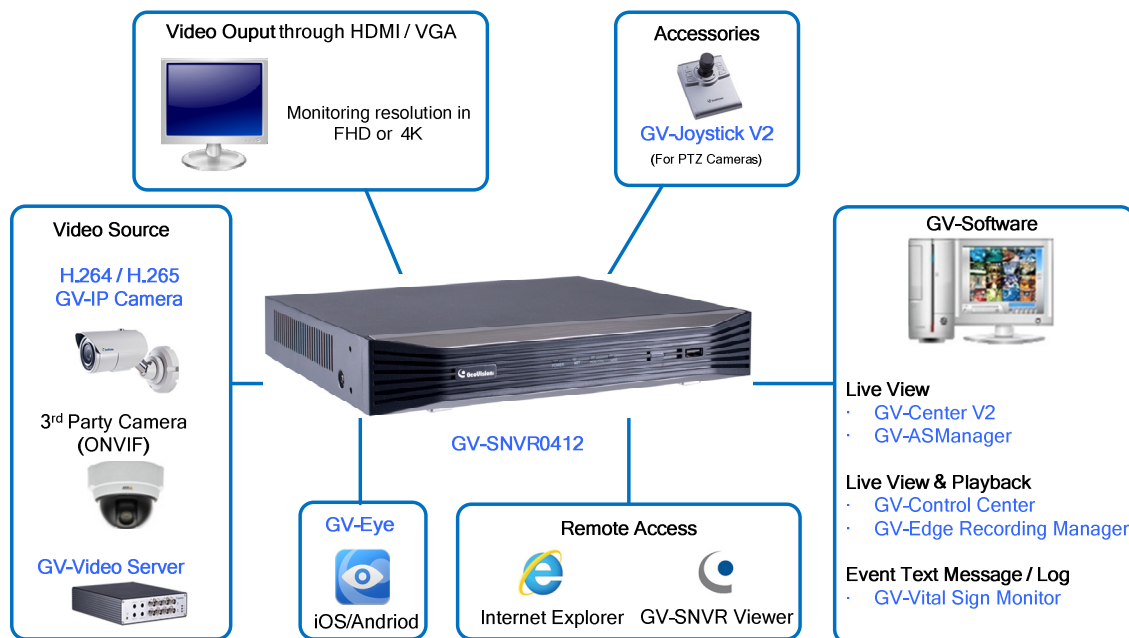 Video Ouput through HDMI / VGA
Monitoring resolution in
FHD or 4K
Accessories
GV-Joystick V2
(For PTZ Cameras)
Video Source
H.264 / H.265
GV-IP Camera
3rd Party Camera
(ONVIF)
GV-Video Server
GeoVision
GV-SNVR0412
GV-Eye
iOS/Andriod
Remote Access
Internet Explorer
GV-SNVR Viewer
GV-Software
Live View
· GV-Center V2
· GV-ASManager
Live View & Playback
· GV-Control Center
· GV-Edge Recording Manager
Event Text Message / Log
· GV-Vital Sign Monitor